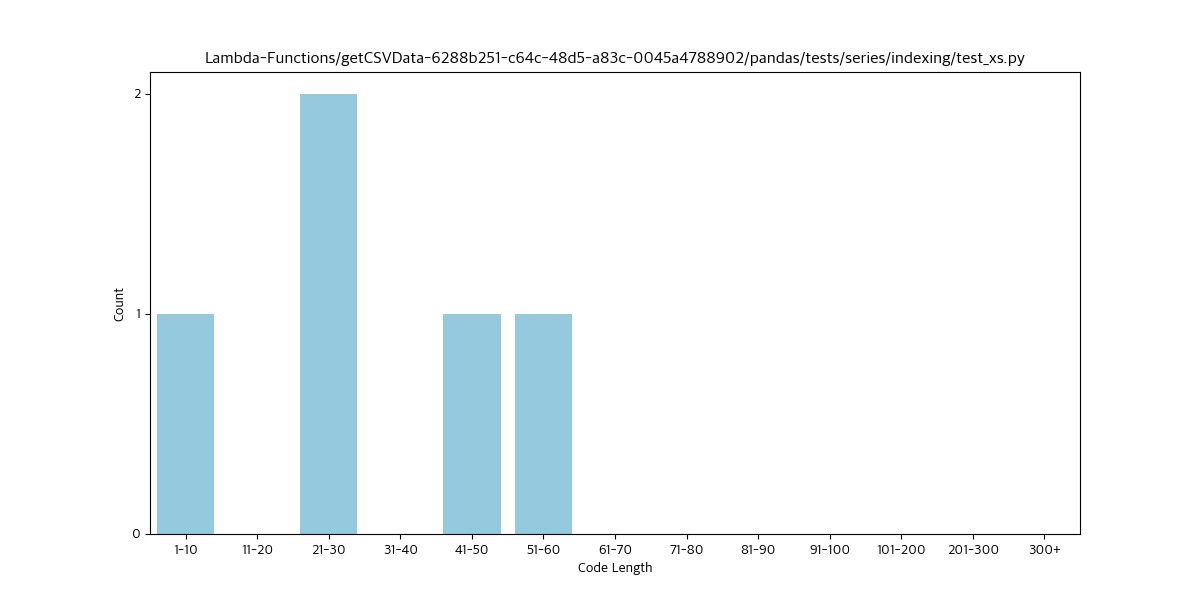 Lambda-Functions/getCSVData-6288b251-c64c-48d5-a83c-0045a4788902/pandas/tests/series/indexing/test_xs.py
2
1
0
Count
1-10 11-20 21-30 31-40 41-50 51-60 61-70 71-80 81-90 91-100 101-200 201-300 300+
Code Length